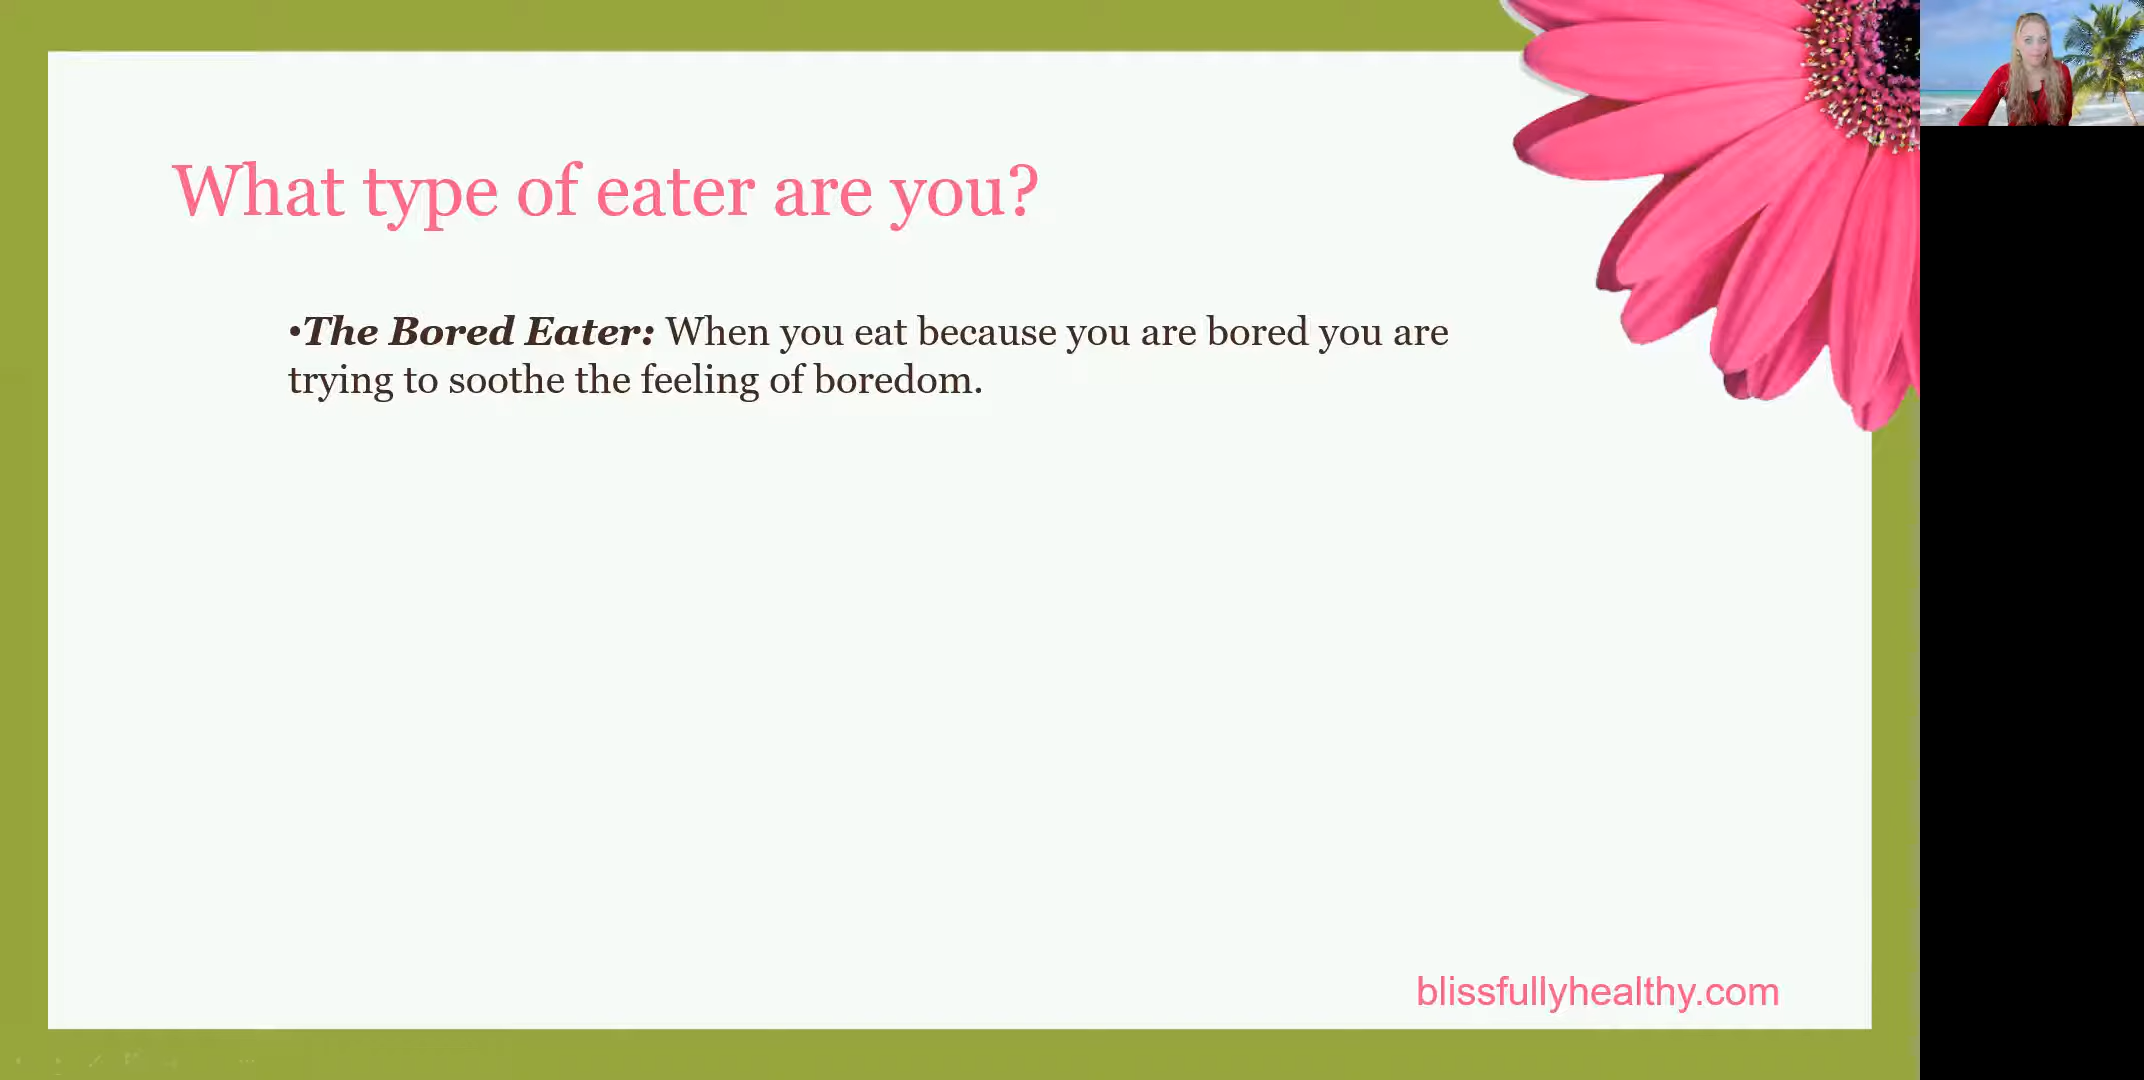 What type of eater are you?
•The Bored Eater: When you eat because you are bored you are
trying to soothe the feeling of boredom.
blissfullyhealthy.com